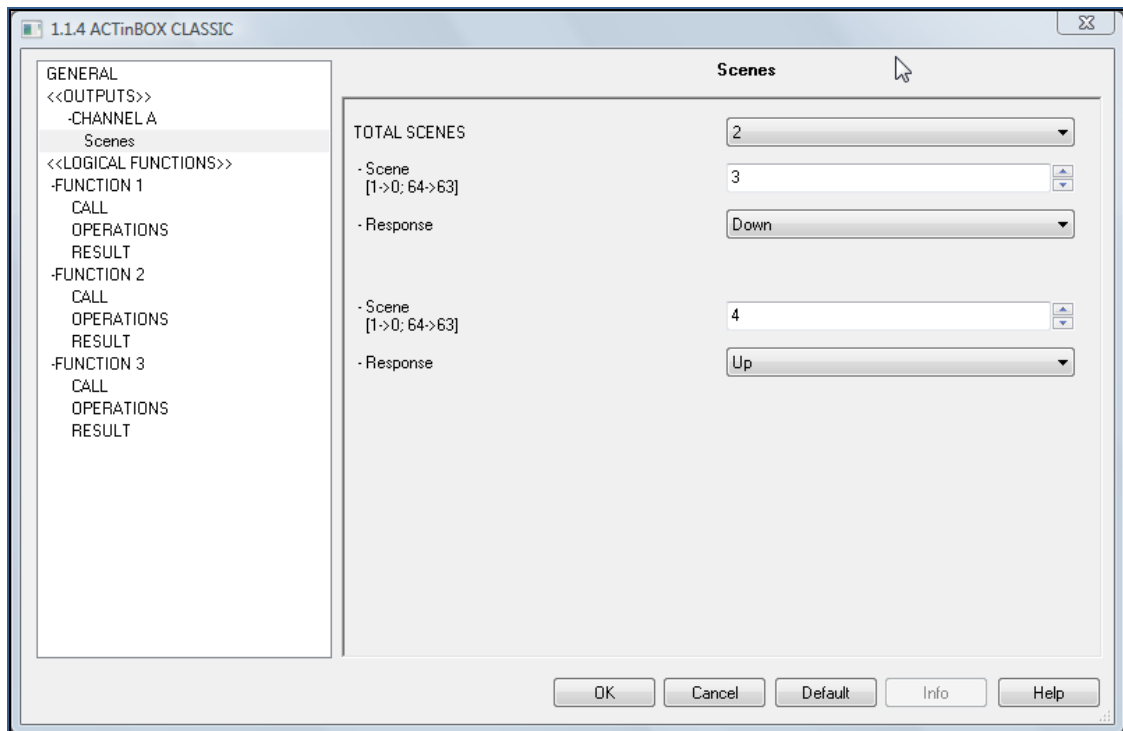 1.1.4 ACTinBOX CLASSIC
GENERAL
<<OUTPUTS>>
-CHANNEL A
Scenes
<<LOGICAL FUNCTIONS>>
-FUNCTION 1
CALL
OPERATIONS
RESULT
-FUNCTION 2
CALL
OPERATIONS
RESULT
-FUNCTION 3
CALL
OPERATIONS
RESULT
Scenes
TOTAL SCENES 2
- Scene
[1->0; 64->63] 3
- Response Down
- Scene
[1->0; 64->63] 4
- Response Up
OK Cancel Default Info Help